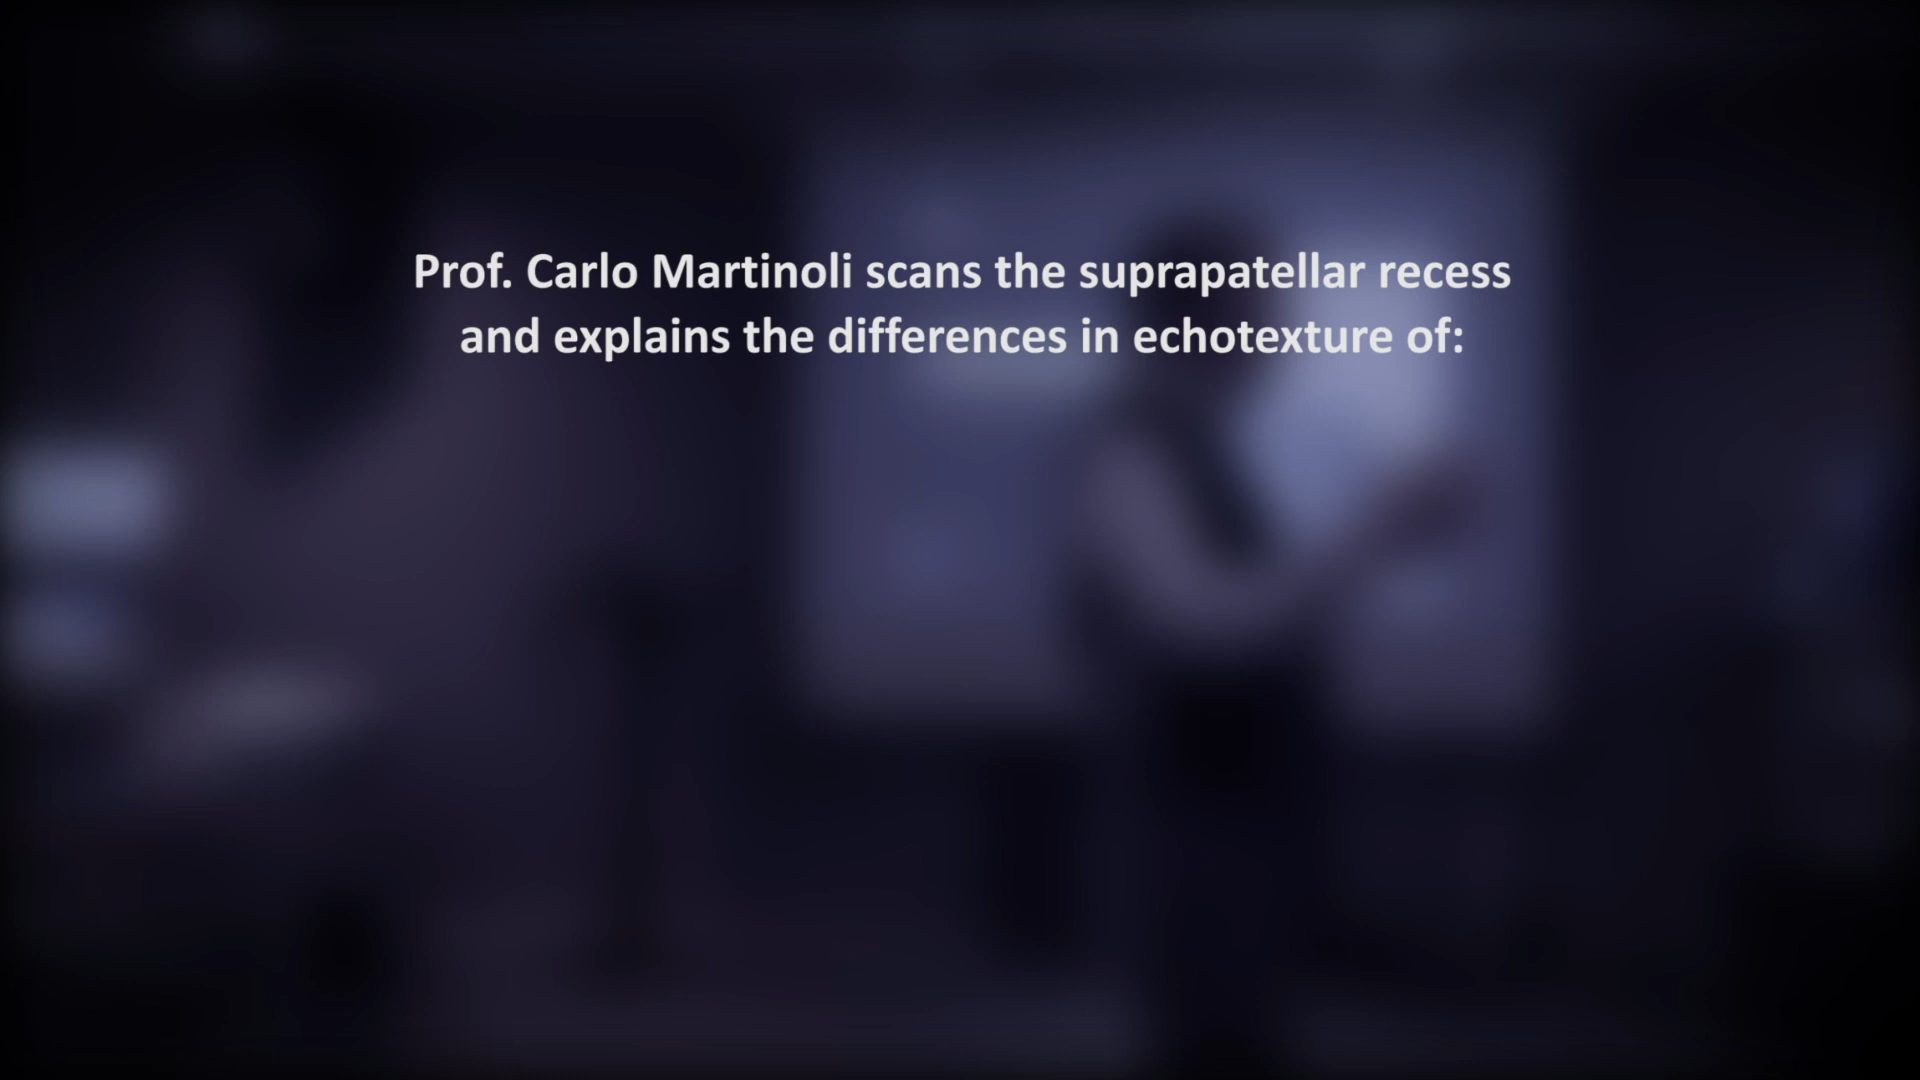 Prof. Carlo Martinoli scans the suprapatellar recess
and explains the differences in echotexture of: